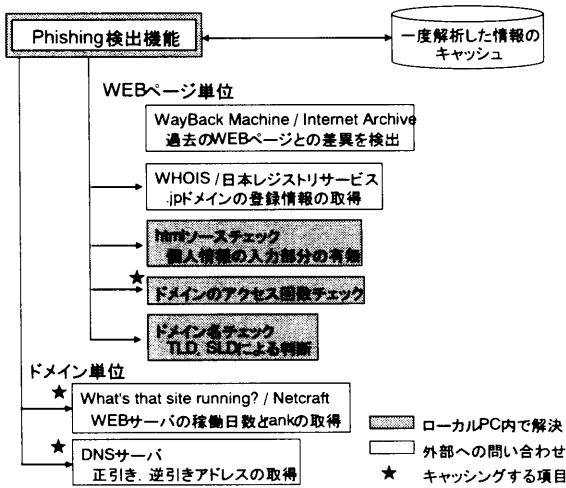 Phishing検出機能
一度解析した情報の
キャッシュ
WEBページ単位
WayBack Machine / Internet Archive
過去のWEBページとの差異を検出
WHOIS /日本レジストリサービス
.jpドメインの登録情報の取得
htmlソースチェック
個人情報の入力部分の有無
★
ドメインのアクセス回数チェック
ドメイン名チェック
TLD, SLDによる判断
ドメイン単位
★
What's that site running? / Netcraft
WEBサーバの稼働日数とrankの取得
★
DNSサーバ
正引き, 逆引きアドレスの取得
ローカルPC内で解決
外部への問い合わせ
★ キャッシングする項目